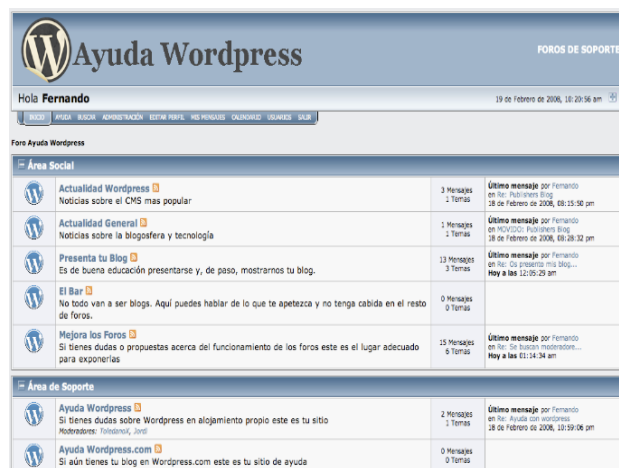 Ayuda Wordpress
FOROS DE SOPORTE
Hola Fernando
19 de Febrero de 2008, 10:20:56 am
INICIO AYUDA BUSCAR ADMINISTRACIÓN EDITAR PERFIL MIS MENSAJES CALENDARIO USUARIOS SALIR
Foro Ayuda Wordpress
Área Social
Actualidad Wordpress
Noticias sobre el CMS mas popular
3 Mensajes
1 Temas
Último mensaje por Fernando
en Re: Publishers Blog
18 de Febrero de 2008, 08:15:50 pm
Actualidad General
Noticias sobre la blogosfera y tecnología
1 Mensajes
1 Temas
Último mensaje por Fernando
en MOVIDO: Publishers Blog
18 de Febrero de 2008, 08:28:32 pm
Presenta tu Blog
Es de buena educación presentarse y, de paso, mostrarnos tu blog.
13 Mensajes
3 Temas
Último mensaje por Fernando
en Re: Os presento mis blog...
Hoy a las 12:05:29 am
El Bar
No todo van a ser blogs. Aquí puedes hablar de lo que te apetezca y no tenga cabida en el resto
de foros.
0 Mensajes
0 Temas
Mejora los Foros
Si tienes dudas o propuestas acerca del funcionamiento de los foros este es el lugar adecuado
para exponerlas
15 Mensajes
6 Temas
Último mensaje por Fernando
en Re: Se buscan moderadore...
Hoy a las 01:14:34 am
Área de Soporte
Ayuda Wordpress
Si tienes dudas sobre Wordpress en alojamiento propio este es tu sitio
Moderadores: ToledanoX, Jordi
2 Mensajes
1 Temas
Último mensaje por Fernando
en Re: Ayuda con wordpress
18 de Febrero de 2008, 10:59:06 pm
Ayuda Wordpress.com
Si aún tienes tu blog en Wordpress.com este es tu sitio de ayuda
0 Mensajes
0 Temas